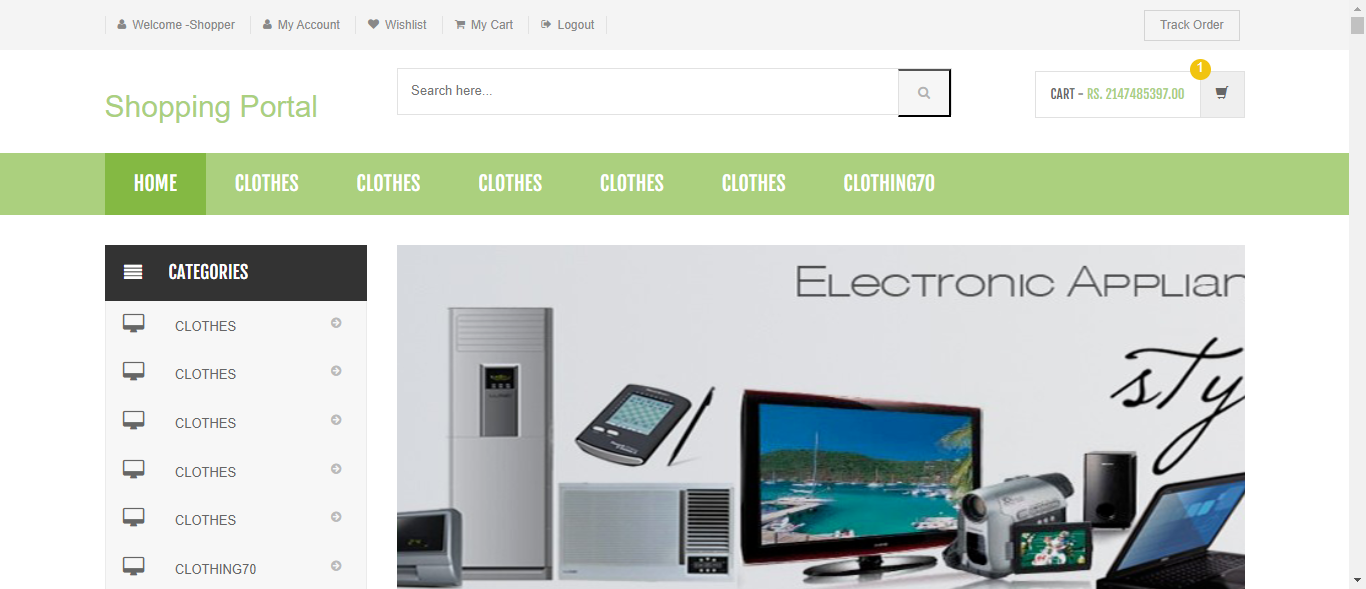 Welcome -Shopper My Account Wishlist My Cart Logout Track Order
Shopping Portal
Search here...
CART - RS. 2147485397.00
1
HOME CLOTHES CLOTHES CLOTHES CLOTHES CLOTHES CLOTHING70
CATEGORIES
CLOTHES
CLOTHES
CLOTHES
CLOTHES
CLOTHES
CLOTHING70
ELECTRONIC APPLIAN
sty